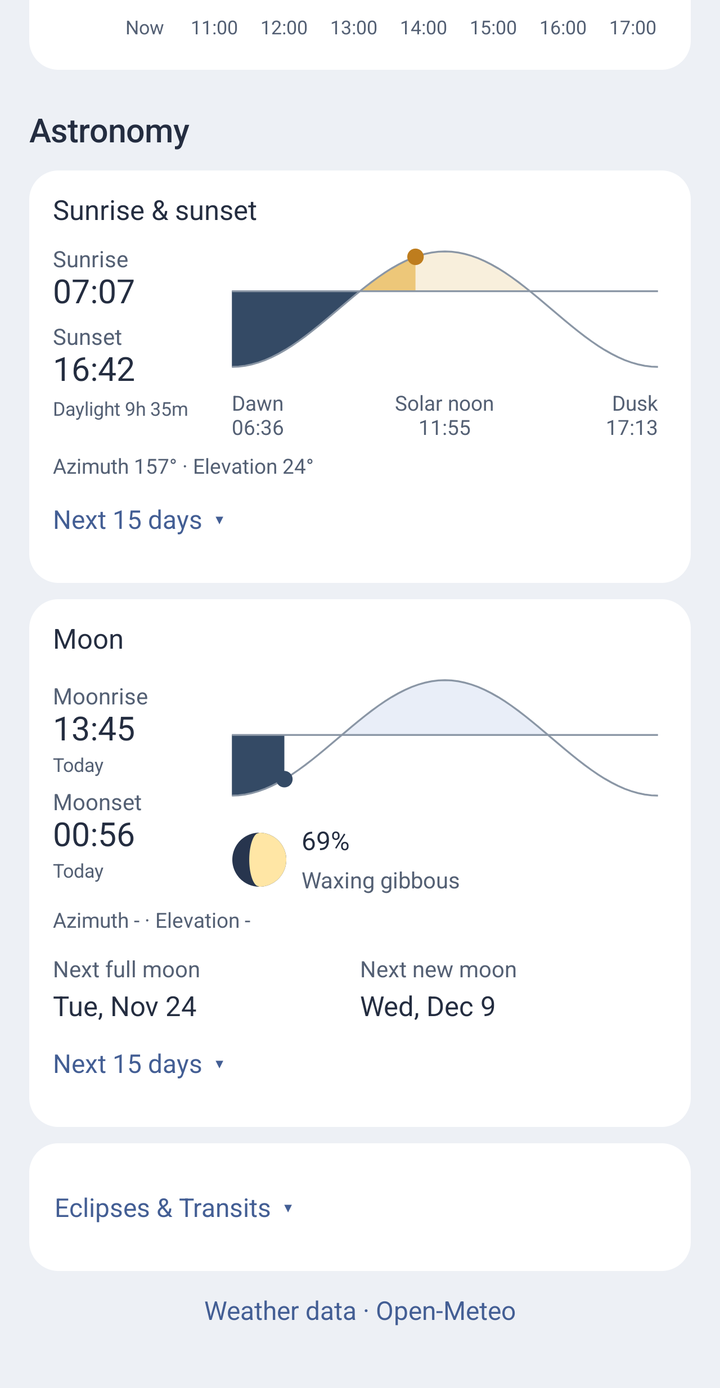 Now 11:00 12:00 13:00 14:00 15:00 16:00 17:00
Astronomy
Sunrise & sunset
Sunrise
07:07
Sunset
16:42
Daylight 9h 35m
Dawn
06:36
Solar noon
11:55
Dusk
17:13
Azimuth 157° · Elevation 24°
Next 15 days ▾
Moon
Moonrise
13:45
Today
Moonset
00:56
Today
69%
Waxing gibbous
Azimuth - · Elevation -
Next full moon
Tue, Nov 24
Next new moon
Wed, Dec 9
Next 15 days ▾
Eclipses & Transits ▾
Weather data · Open-Meteo